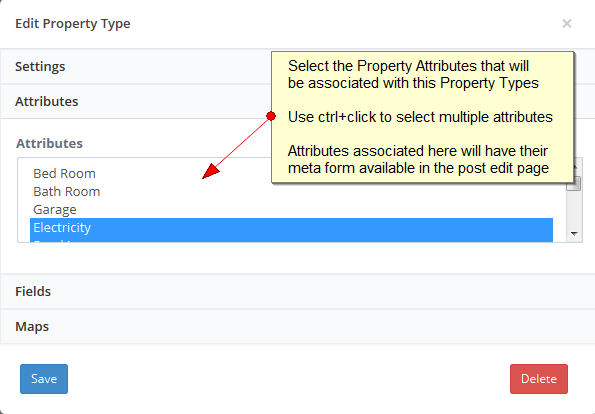 Edit Property Type
×
Settings
Select the Property Attributes that will
be associated with this Property Types
Use ctrl+click to select multiple attributes
Attributes associated here will have their
meta form available in the post edit page
Attributes
Attributes
Bed Room
Bath Room
Garage
Electricity
Fields
Maps
Save
Delete